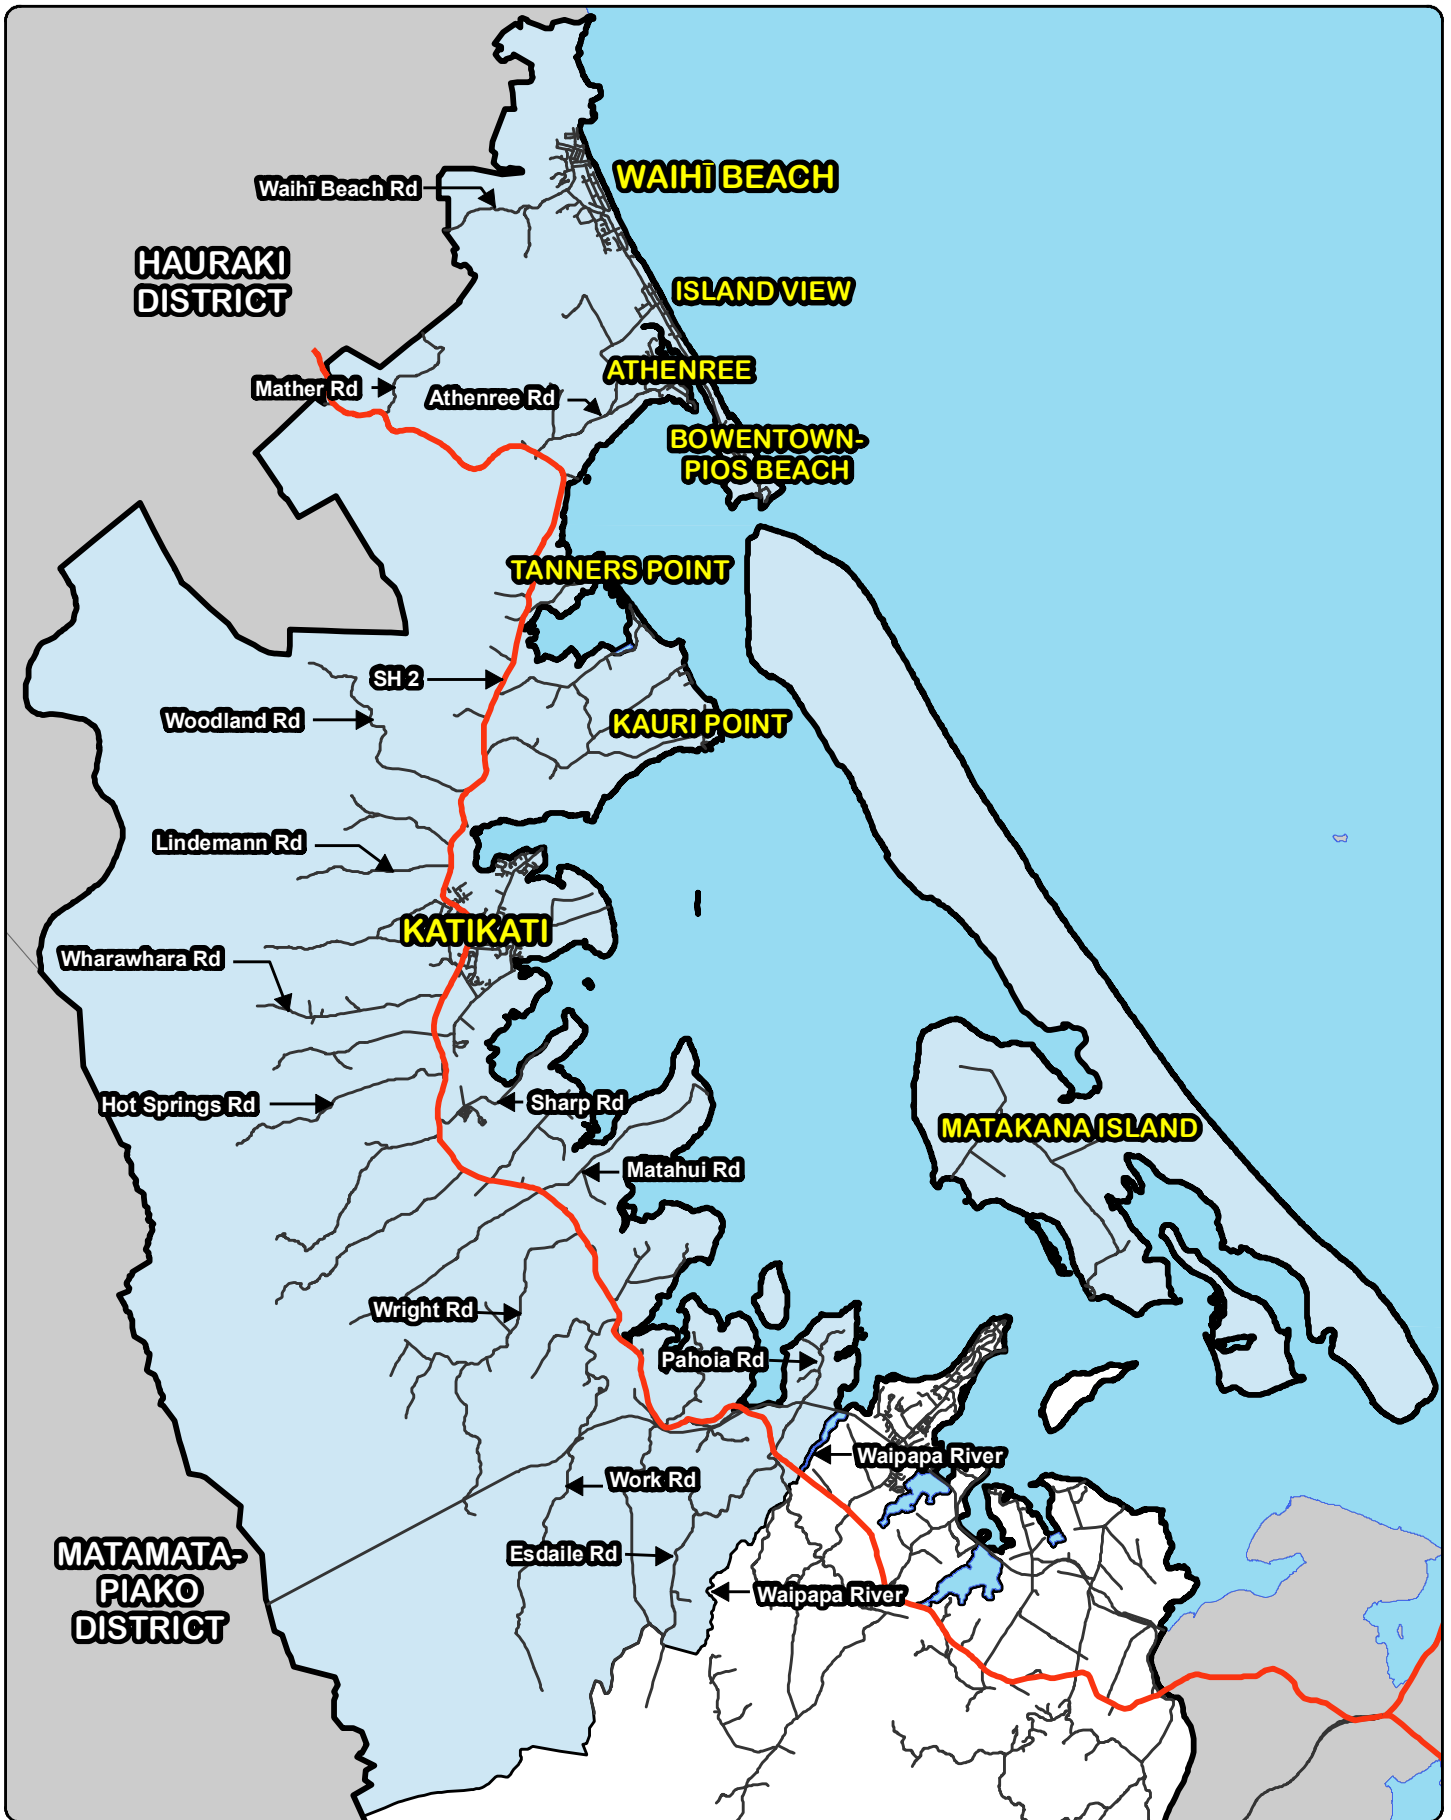 WAIHĪ BEACH
Waihī Beach Rd
HAURAKI
DISTRICT
ISLAND VIEW
ATHENREE
Mather Rd
Athenree Rd
BOWENTOWN-
PIOS BEACH
TANNERS POINT
SH 2
Woodland Rd
KAURI POINT
Lindemann Rd
KATIKATI
Wharawhara Rd
Hot Springs Rd
Sharp Rd
MATAKANA ISLAND
Matahui Rd
Wright Rd
Pahoia Rd
Waipapa River
Work Rd
Esdaile Rd
MATAMATA-
PIAKO
DISTRICT
Waipapa River